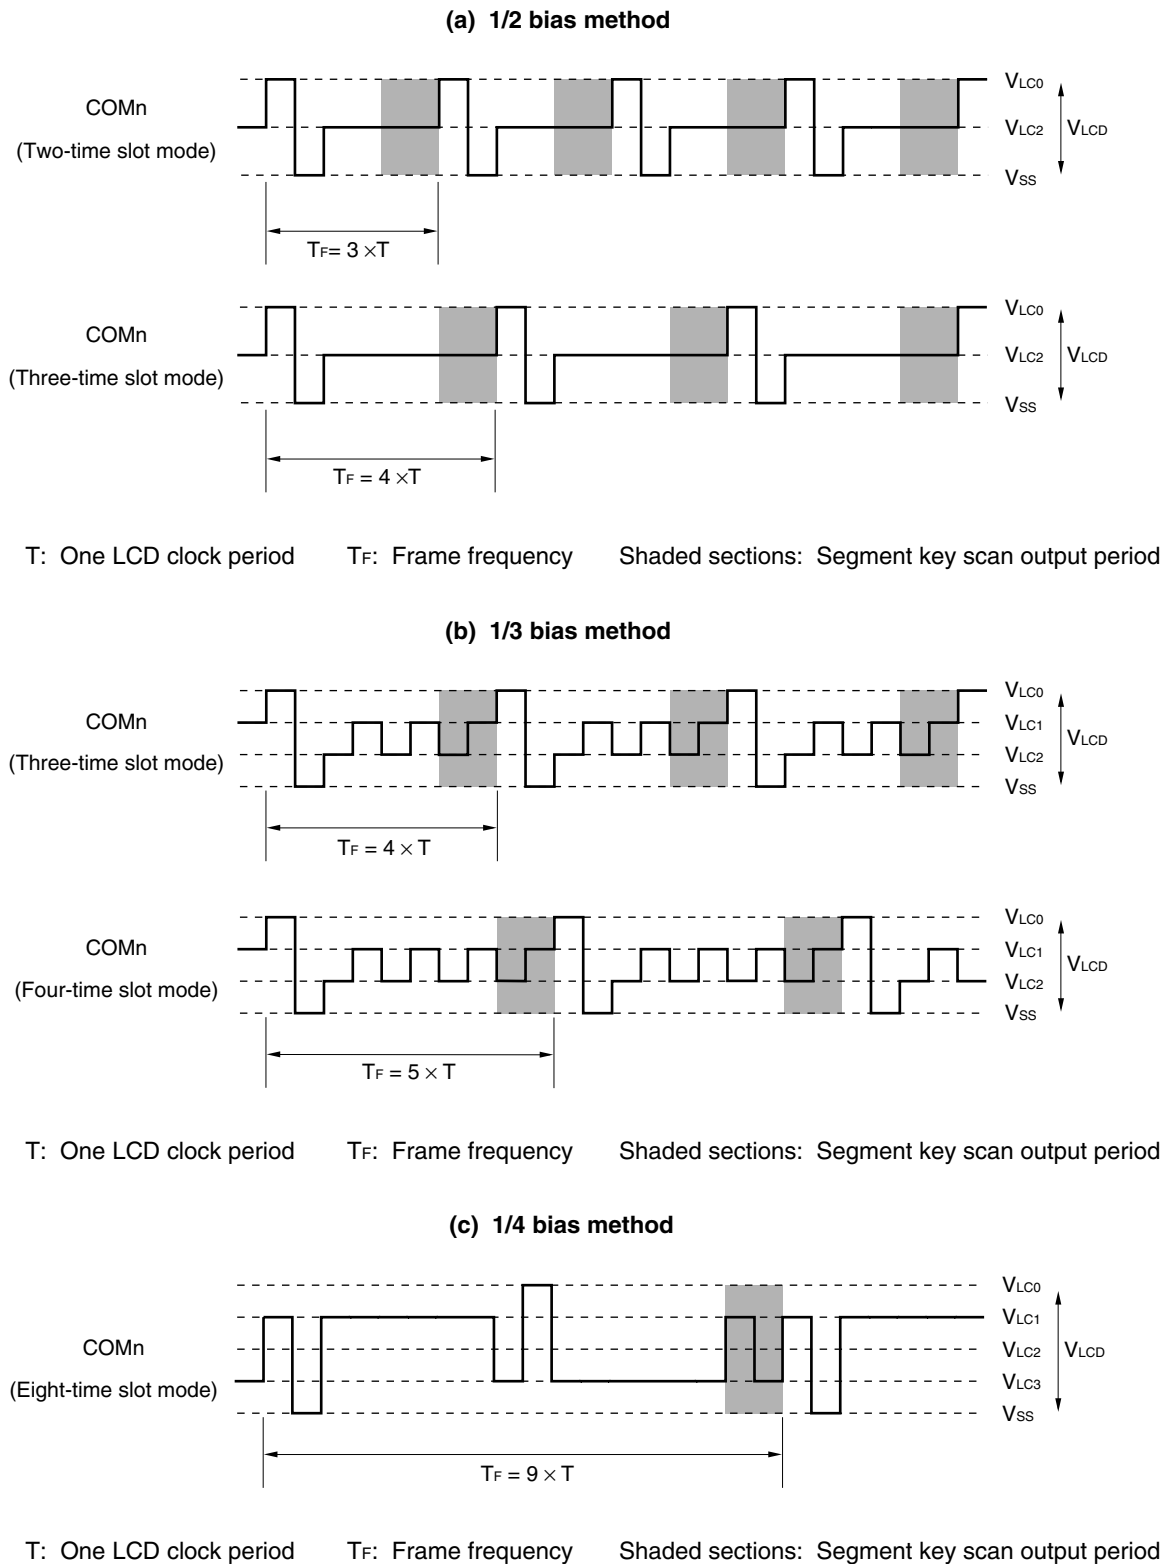 (a) 1/2 bias method
VLC0
COMn
VLC2
VLCD
(Two-time slot mode)
VSS
TF= 3 ×T
VLC0
COMn
VLC2
VLCD
(Three-time slot mode)
VSS
TF = 4 ×T
T: One LCD clock period TF: Frame frequency Shaded sections: Segment key scan output period
(b) 1/3 bias method
VLC0
COMn
VLC1
VLCD
(Three-time slot mode)
VLC2
VSS
TF = 4 × T
VLC0
COMn
VLC1
VLCD
(Four-time slot mode)
VLC2
VSS
TF = 5 × T
T: One LCD clock period TF: Frame frequency Shaded sections: Segment key scan output period
(c) 1/4 bias method
VLC0
VLC1
COMn
VLC2
VLCD
(Eight-time slot mode)
VLC3
VSS
TF = 9 × T
T: One LCD clock period TF: Frame frequency Shaded sections: Segment key scan output period